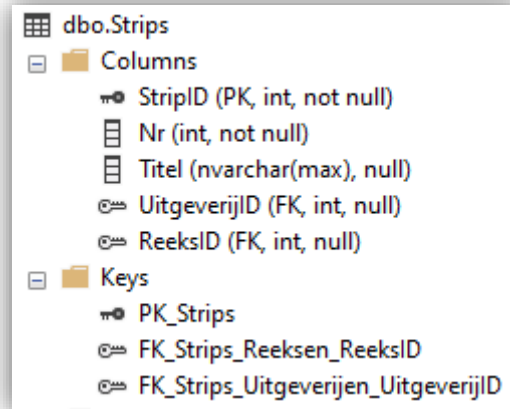 dbo.Strips
Columns
StripID (PK, int, not null)
Nr (int, not null)
Titel (nvarchar(max), null)
UitgeverijID (FK, int, null)
ReeksID (FK, int, null)
Keys
PK_Strips
FK_Strips_Reeksen_ReeksID
FK_Strips_Uitgeverijen_UitgeverijID